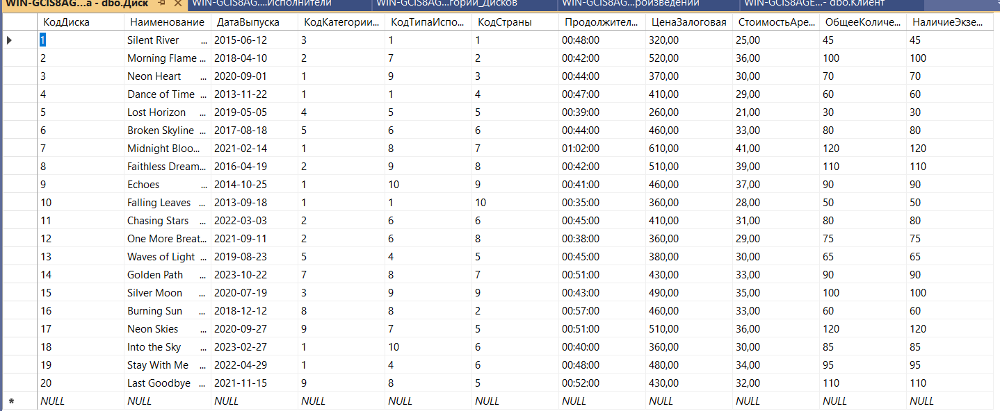 WIN-GCIS8AG...а - dbo.Диск WIN-GCIS8AG....Исполнители WIN-GCIS8AG...гории_Дисков WIN-GCIS8AG...роизведений WIN-GCIS8AGE...- dbo.Клиент
КодДиска Наименование ДатаВыпуска КодКатегории... КодТипаИспо... КодСтраны Продолжител... ЦенаЗалоговая СтоимостьАре... ОбщееКоличе... НаличиеЭкзе...
1 Silent River ... 2015-06-12 3 1 1 00:48:00 320,00 25,00 45 45
2 Morning Flame ... 2018-04-10 2 7 2 00:42:00 520,00 36,00 100 100
3 Neon Heart ... 2020-09-01 1 9 3 00:44:00 370,00 30,00 70 70
4 Dance of Time ... 2013-11-22 1 1 4 00:47:00 410,00 29,00 60 60
5 Lost Horizon ... 2019-05-05 4 5 5 00:39:00 260,00 21,00 30 30
6 Broken Skyline ... 2017-08-18 5 6 6 00:44:00 460,00 33,00 80 80
7 Midnight Bloo... 2021-02-14 1 8 7 01:02:00 610,00 41,00 120 120
8 Faithless Dream... 2016-04-19 2 9 8 00:42:00 510,00 39,00 110 110
9 Echoes ... 2014-10-25 1 10 9 00:41:00 460,00 37,00 90 90
10 Falling Leaves ... 2013-09-18 1 1 10 00:35:00 360,00 28,00 50 50
11 Chasing Stars ... 2022-03-03 2 6 6 00:45:00 410,00 31,00 80 80
12 One More Breat... 2021-09-11 2 6 8 00:38:00 360,00 29,00 75 75
13 Waves of Light ... 2019-08-23 5 4 5 00:45:00 380,00 30,00 65 65
14 Golden Path ... 2023-10-22 7 8 7 00:51:00 430,00 33,00 90 90
15 Silver Moon ... 2020-07-19 3 9 9 00:43:00 490,00 35,00 100 100
16 Burning Sun ... 2018-12-12 8 8 2 00:57:00 460,00 33,00 60 60
17 Neon Skies ... 2020-09-27 9 7 5 00:51:00 510,00 36,00 120 120
18 Into the Sky ... 2023-02-27 1 10 6 00:40:00 360,00 30,00 85 85
19 Stay With Me ... 2022-04-29 1 4 6 00:48:00 480,00 34,00 95 95
20 Last Goodbye ... 2021-11-15 9 8 5 00:52:00 430,00 32,00 110 110
* NULL NULL NULL NULL NULL NULL NULL NULL NULL NULL NULL